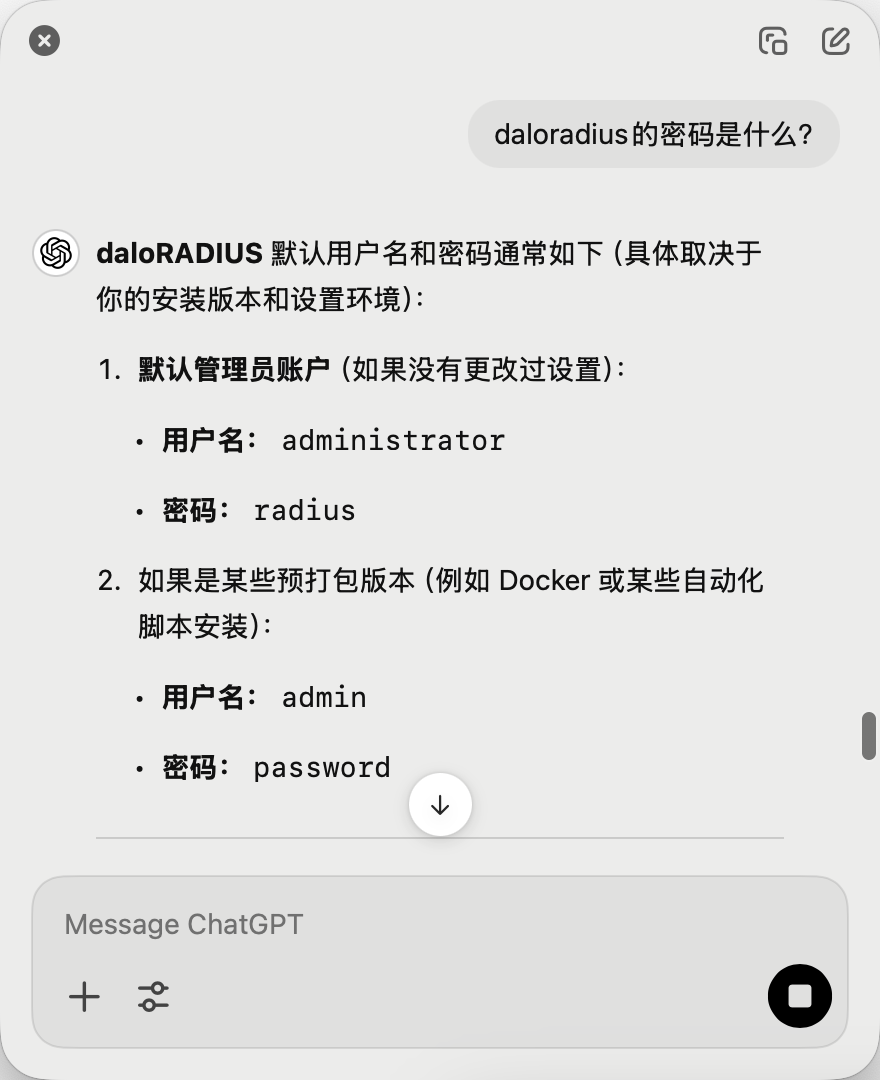 daloradius的密码是什么?
daloRADIUS 默认用户名和密码通常如下（具体取决于
你的安装版本和设置环境）：
1. 默认管理员账户（如果没有更改过设置）：
• 用户名： administrator
• 密码： radius
2. 如果是某些预打包版本（例如 Docker 或某些自动化
脚本安装）：
• 用户名： admin
• 密码： password
Message ChatGPT